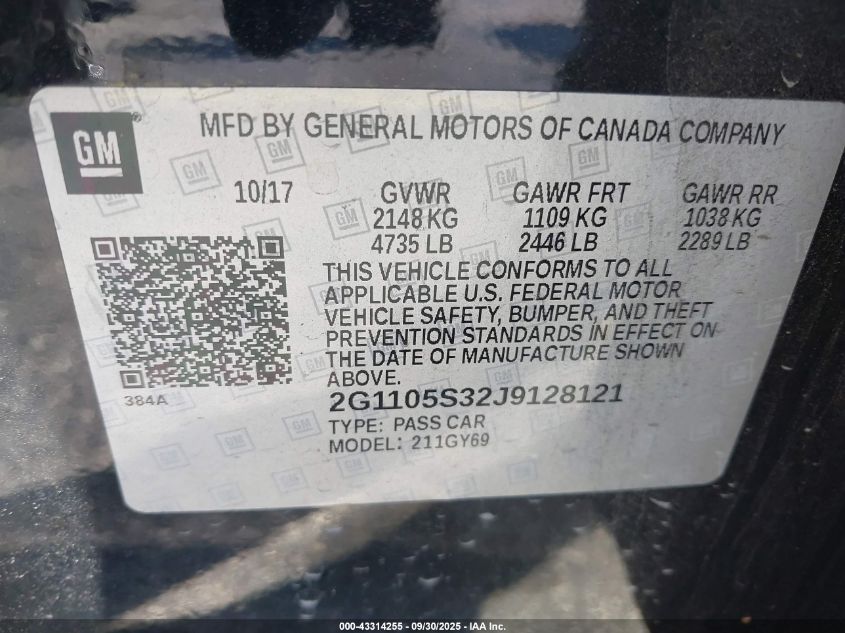 GM®
MFD BY GENERAL MOTORS OF CANADA COMPANY
10/17 GVWR GAWR FRT GAWR RR
2148 KG 1109 KG 1038 KG
4735 LB 2446 LB 2289 LB
THIS VEHICLE CONFORMS TO ALL
APPLICABLE U.S. FEDERAL MOTOR
VEHICLE SAFETY, BUMPER, AND THEFT
PREVENTION STANDARDS IN EFFECT ON
THE DATE OF MANUFACTURE SHOWN
ABOVE.
384A
2G1105S32J9128121
TYPE: PASS CAR
MODEL: 211GY69
000-43314255 - 09/30/2025 - IAA Inc.